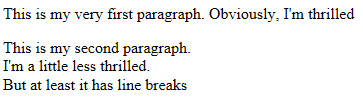 This is my very first paragraph. Obviously, I'm thrilled
This is my second paragraph.
I'm a little less thrilled.
But at least it has line breaks